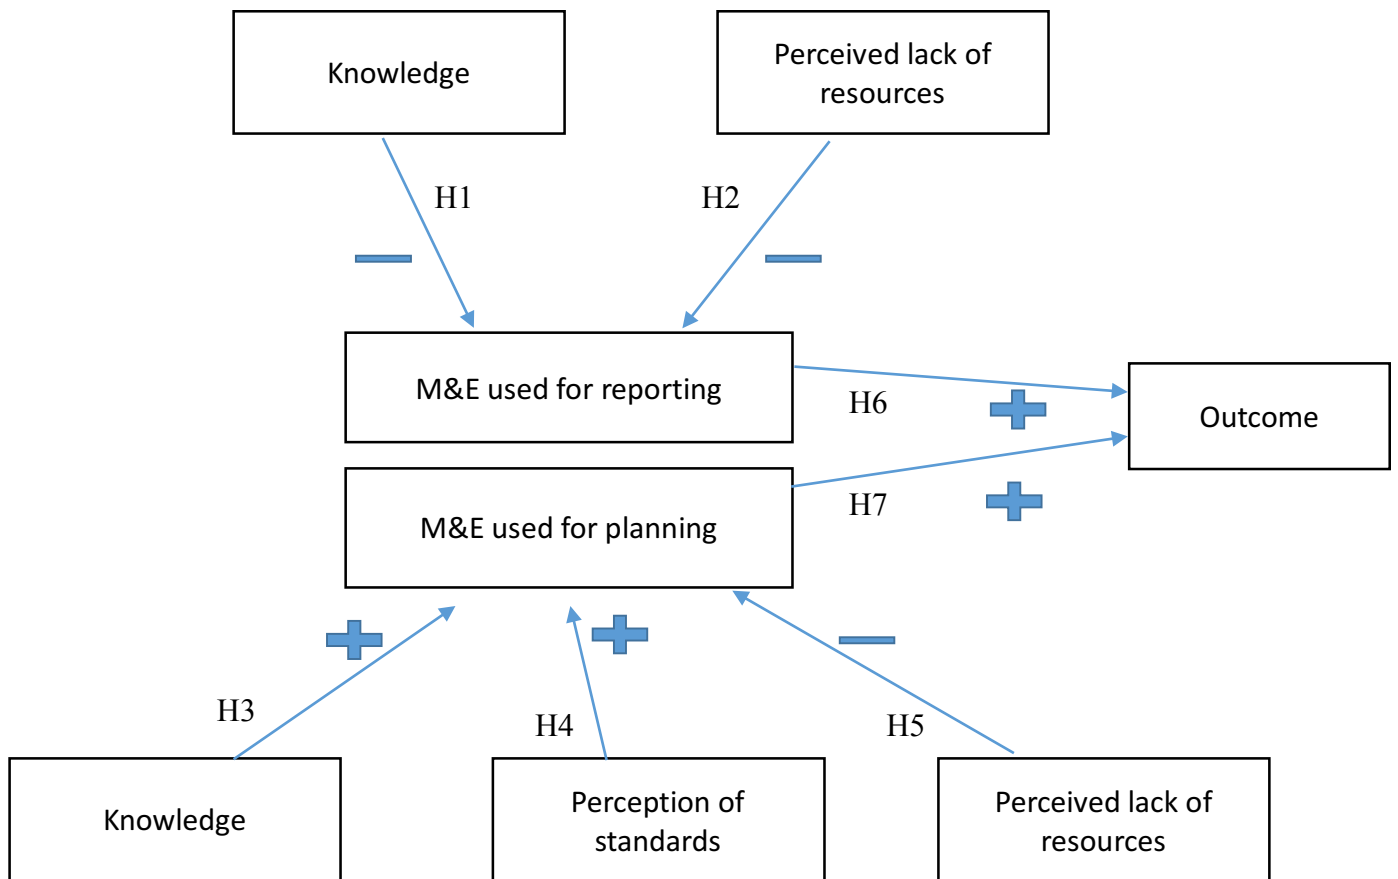 Knowledge
Perceived lack of
resources
H1
H2
M&E used for reporting
H6
Outcome
M&E used for planning
H7
H3
H4
H5
Knowledge
Perception of
standards
Perceived lack of
resources